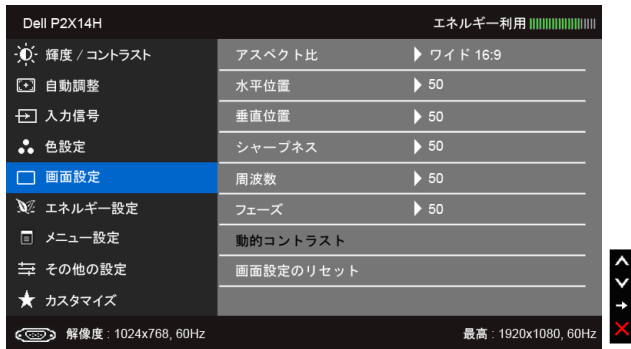 Dell P2X14H
エネルギー利用
輝度 / コントラスト
アスペクト比
ワイド 16:9
自動調整
水平位置
50
入力信号
垂直位置
50
色設定
シャープネス
50
画面設定
周波数
50
エネルギー設定
フェーズ
50
メニュー設定
動的コントラスト
その他の設定
画面設定のリセット
カスタマイズ
解像度 : 1024x768, 60Hz
最高 : 1920x1080, 60Hz